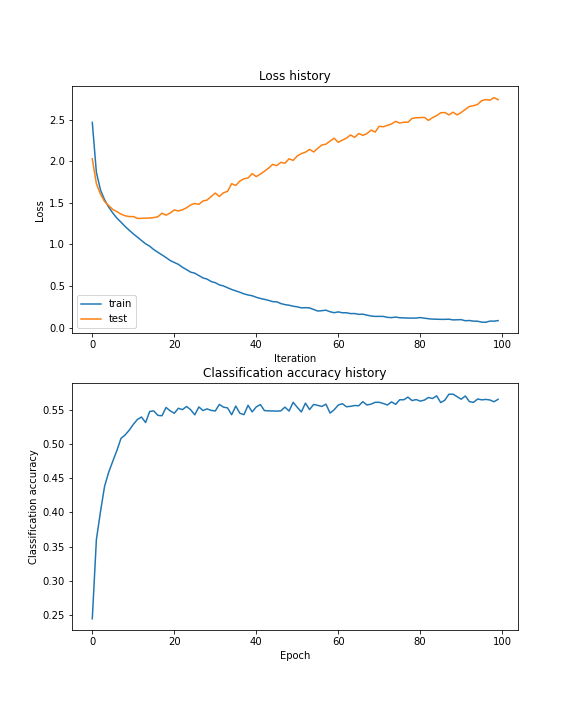 Loss history
Loss
2.5
2.0
1.5
1.0
0.5
0.0
train
test
0 20 40 60 80 100
Iteration
Classification accuracy history
Classification accuracy
0.55
0.50
0.45
0.40
0.35
0.30
0.25
0 20 40 60 80 100
Epoch